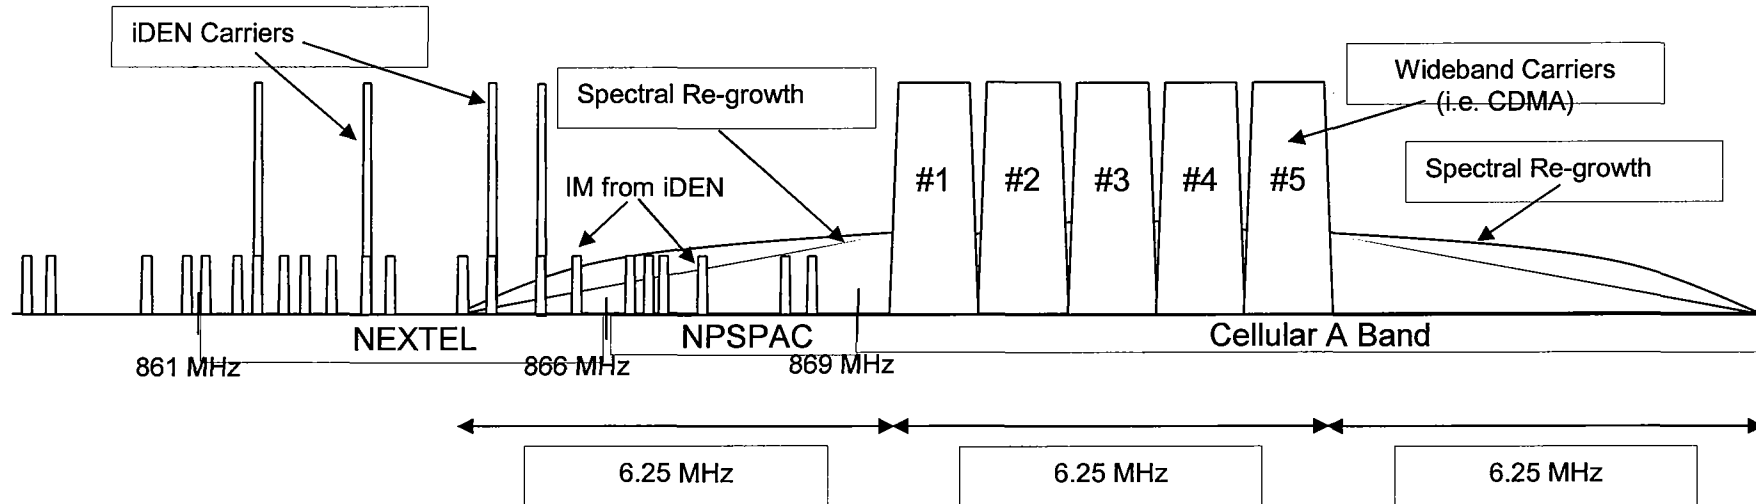 iDEN Carriers
Spectral Re-growth
Wideband Carriers
(i.e. CDMA)
Spectral Re-growth
IM from iDEN
#1
#2
#3
#4
#5
NEXTEL
NPSPAC
Cellular A Band
861 MHz
866 MHz
869 MHz
6.25 MHz
6.25 MHz
6.25 MHz